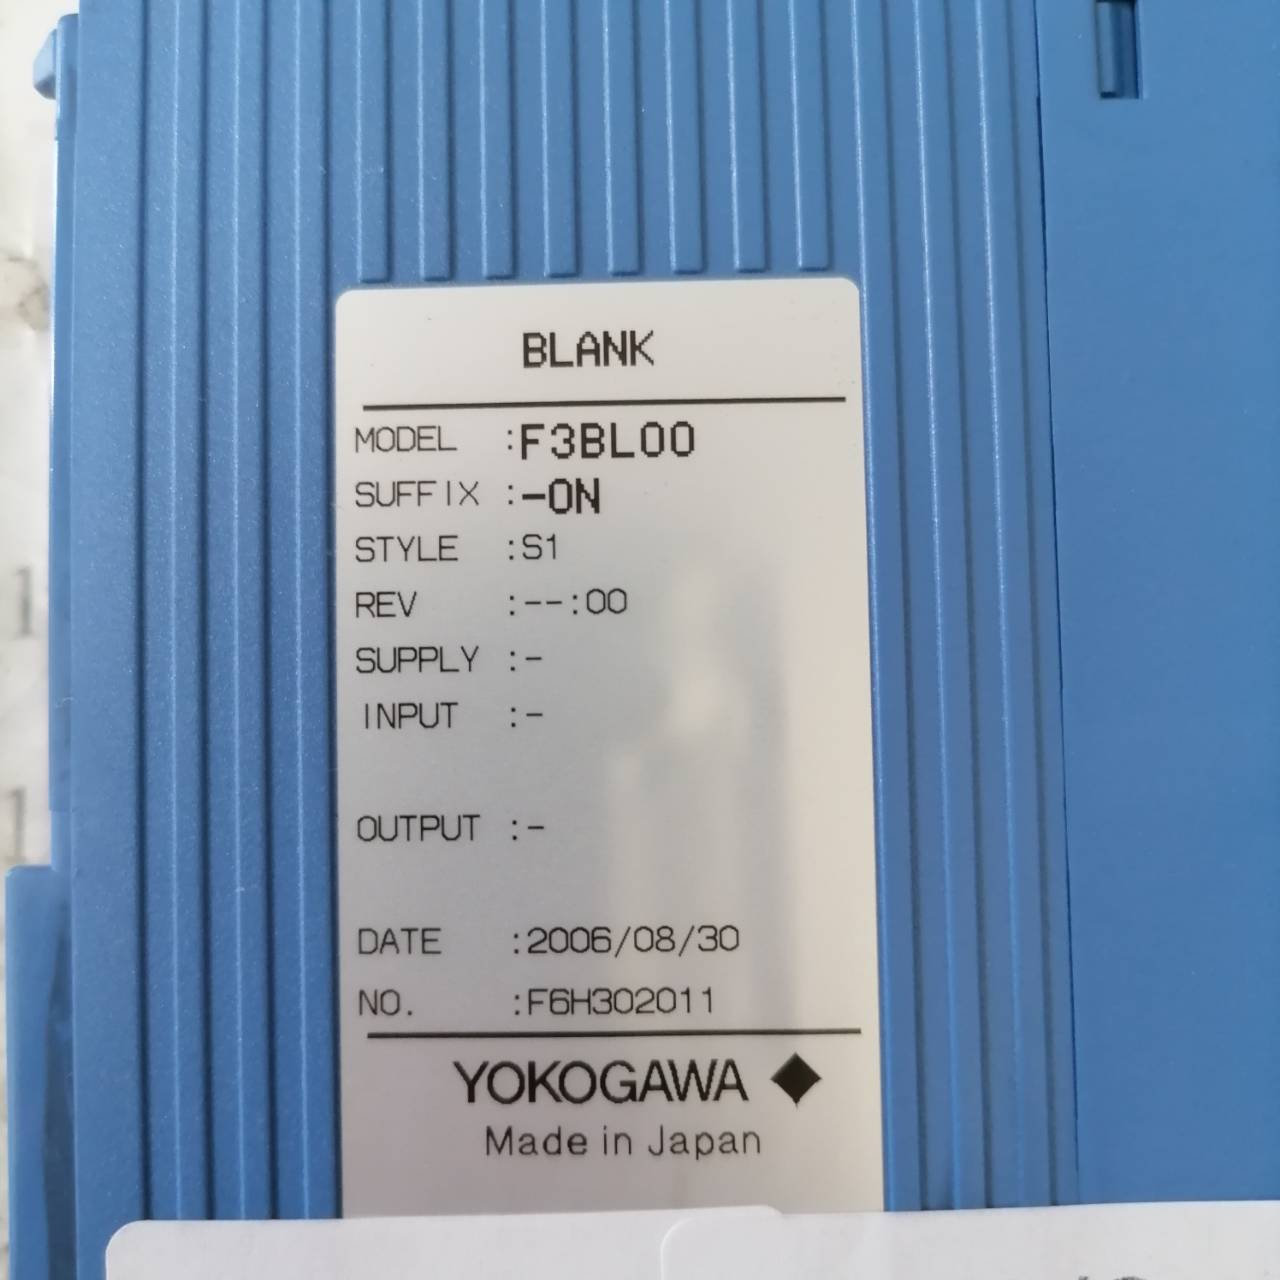 BLANK
MODEL :F3BL00
SUFFIX :-0N
STYLE :S1
REV :--:00
SUPPLY :-
INPUT :-
OUTPUT :-
DATE :2006/08/30
NO. :F6H302011
YOKOGAWA
Made in Japan